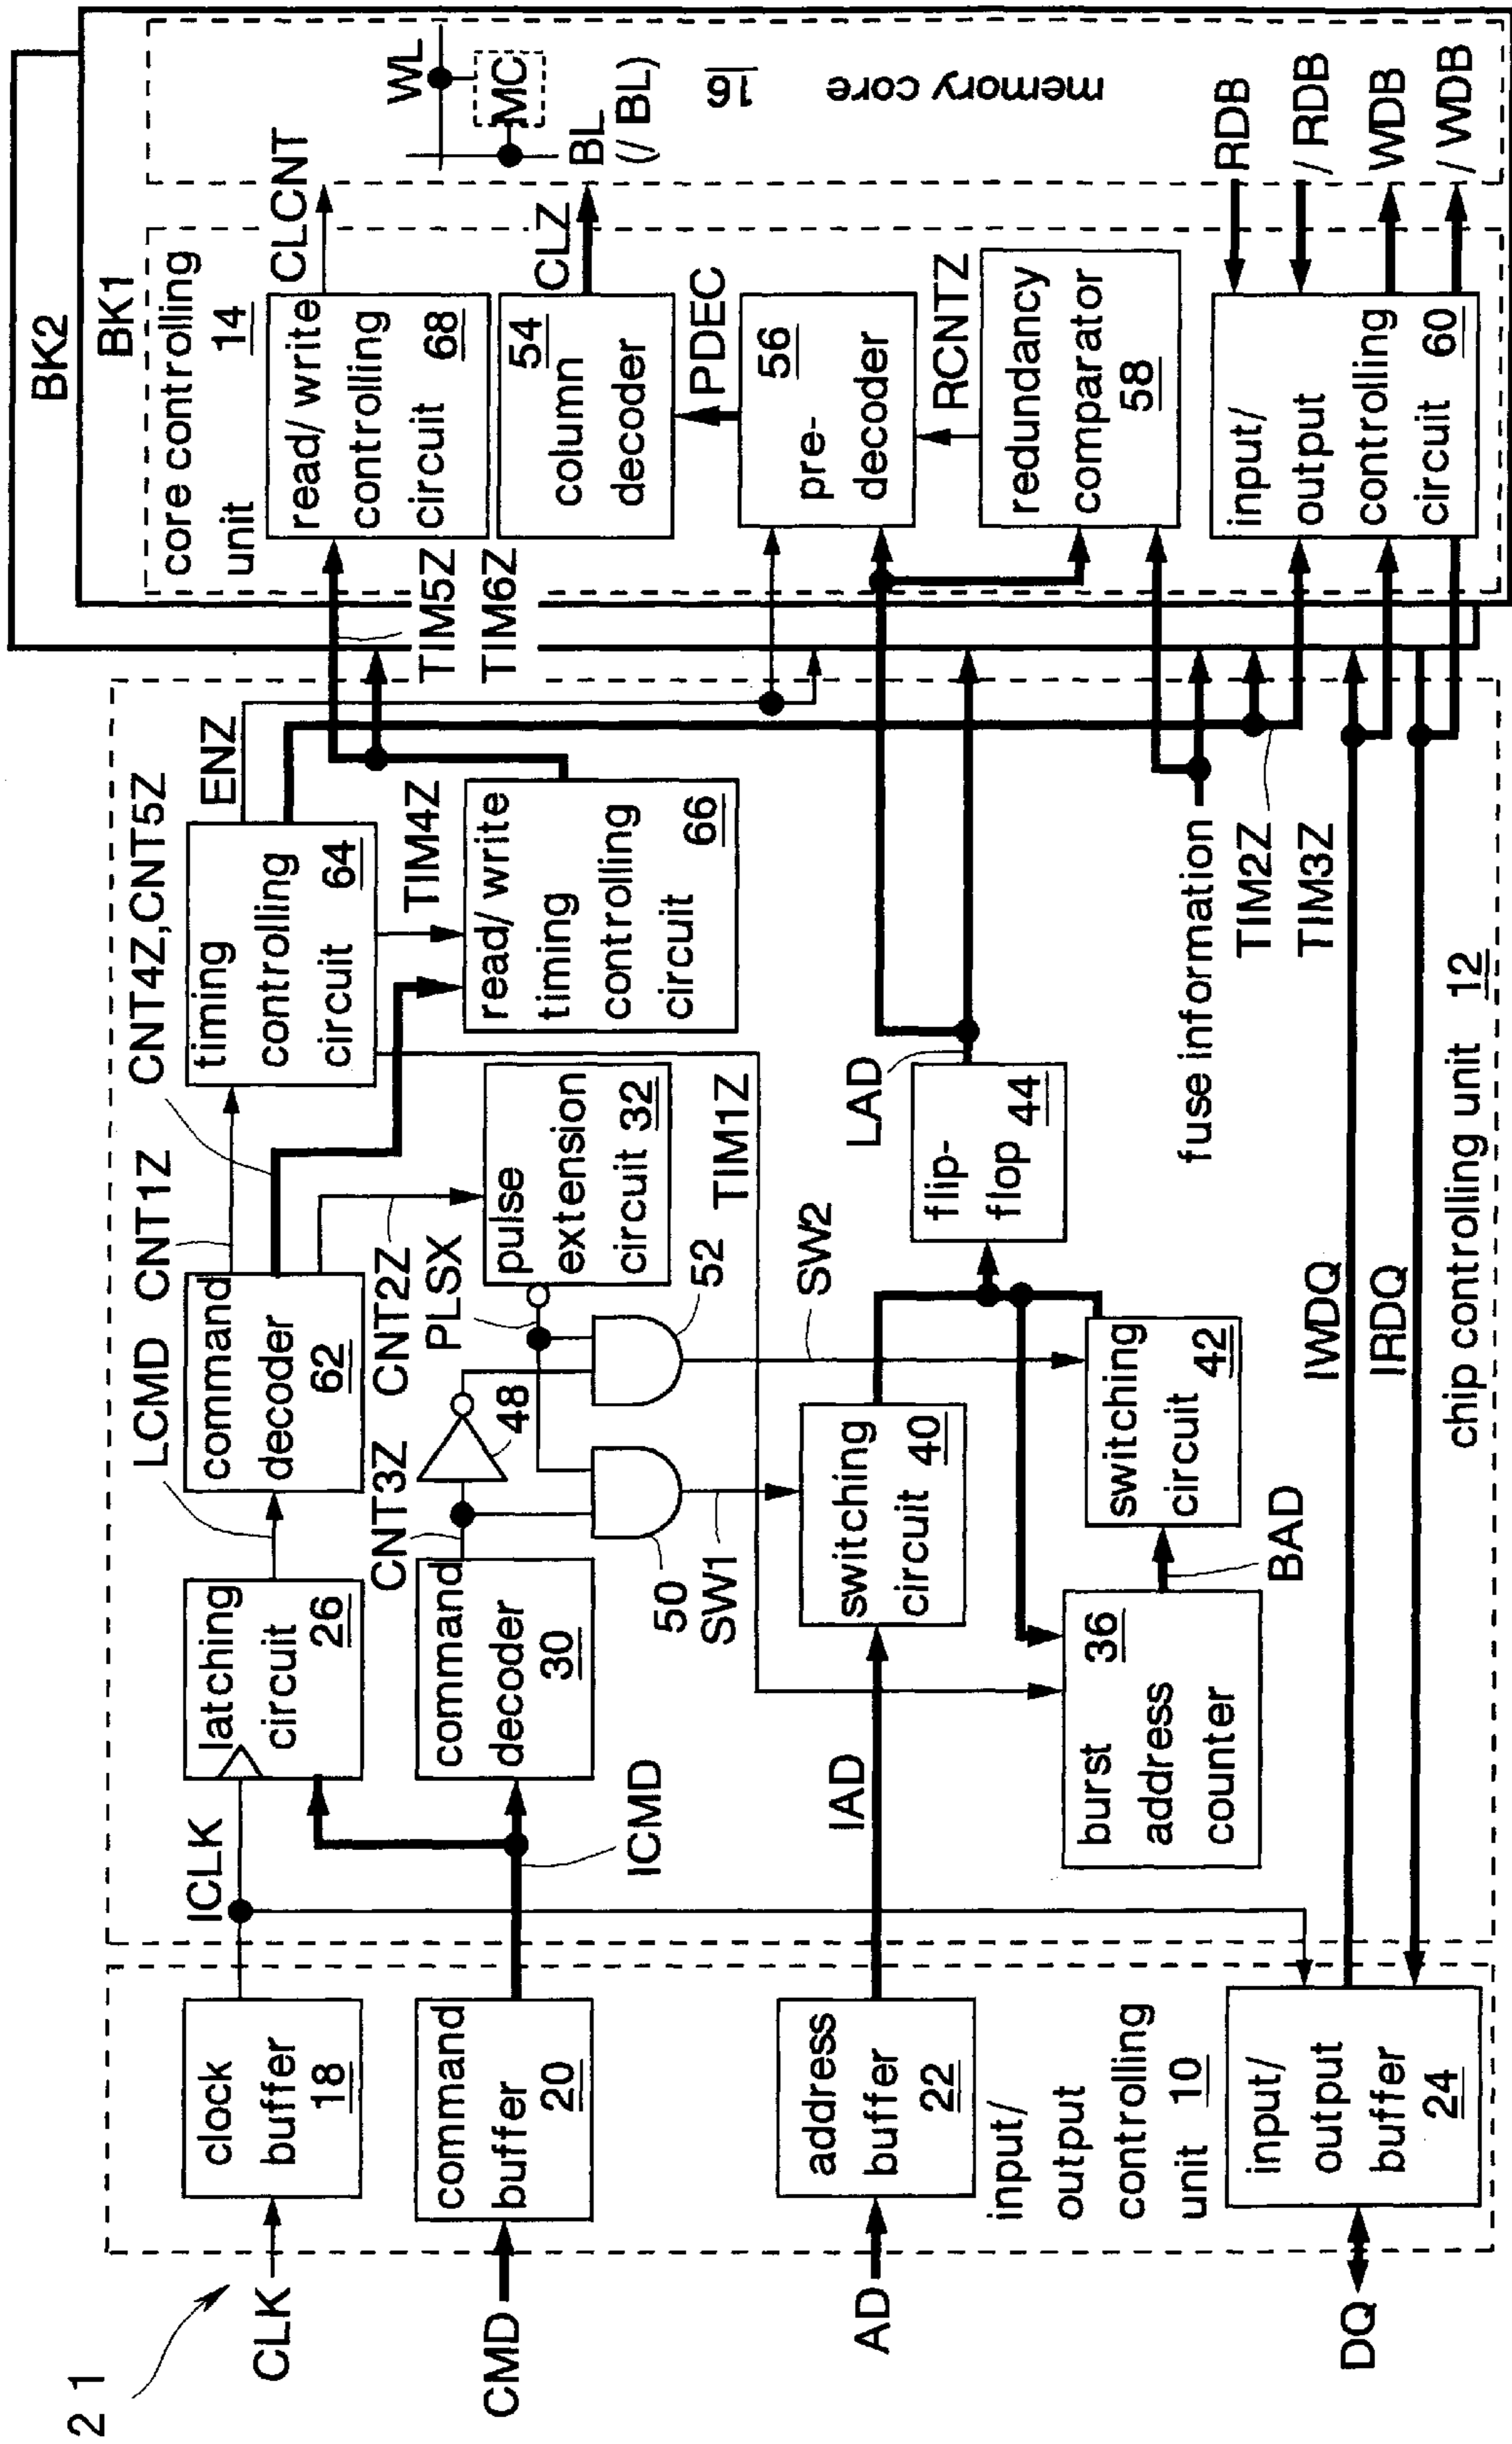 2 1
CLK
CMD
AD
DQ
clock
buffer
18
command
buffer
20
address
buffer
22
input/
output
controlling
unit 10
input/
output
buffer
24
ICLK
ICMD
IAD
latching
circuit
26
command
decoder
30
LCMD
CNT1Z
CNT4Z,CNT5Z
command
decoder
62
CNT2Z
CNT3Z
PLSX
48
50
52
SW1
SW2
pulse
extension
circuit 32
TIM1Z
timing
controlling
circuit 64
ENZ
TIM4Z
read/write
timing
controlling
circuit
66
switching
circuit 40
switching
circuit 42
burst
address
counter
36
BAD
flip-
flop 44
LAD
fuse information
TIM2Z
TIM3Z
IWDQ
IRDQ
chip controlling unit 12
TIM5Z
TIM6Z
BK2
BK1
core controlling
unit
14
read/write
controlling
circuit 68
CLCNT
column
decoder
54
CLZ
PDEC
pre-
decoder
56
RCNTZ
redundancy
comparator
58
input/
output
controlling
circuit 60
WL
MC
BL
(/ BL)
memory core 16
RDB
/ RDB
WDB
/ WDB